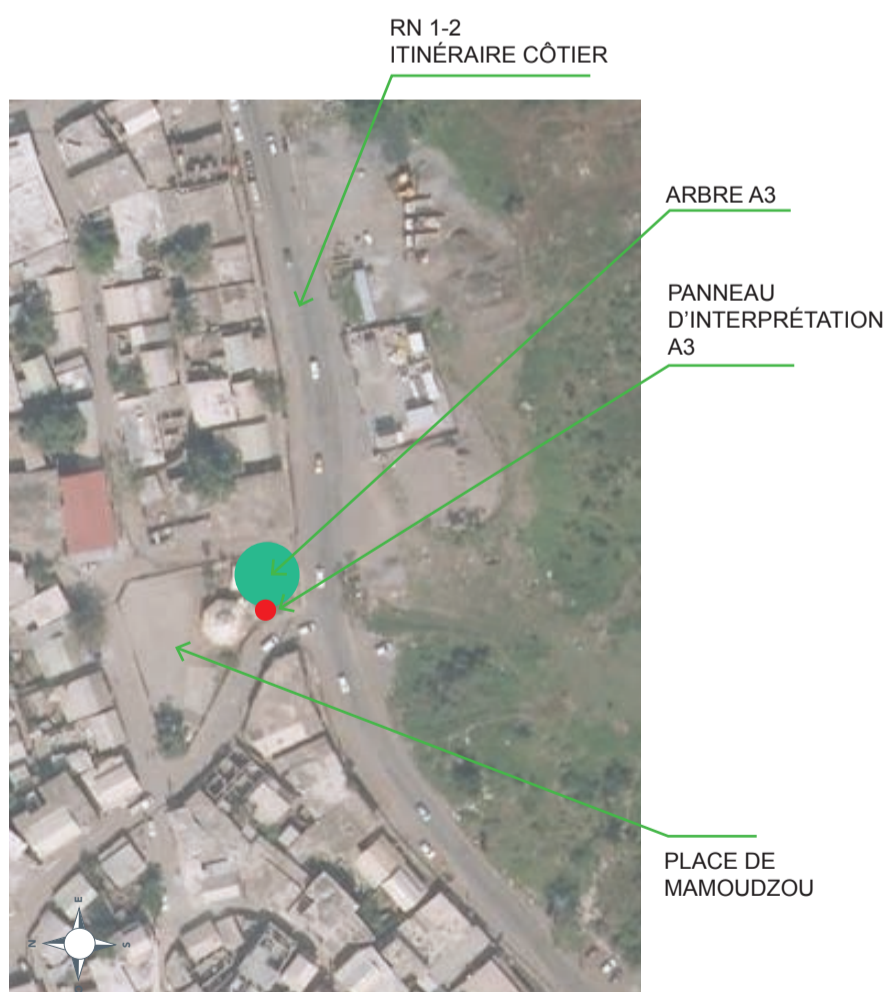 RN 1-2
ITINÉRAIRE CÔTIER
ARBRE A3
PANNEAU
D’INTERPRÉTATION
A3
PLACE DE
MAMOUDZOU
E
N
S